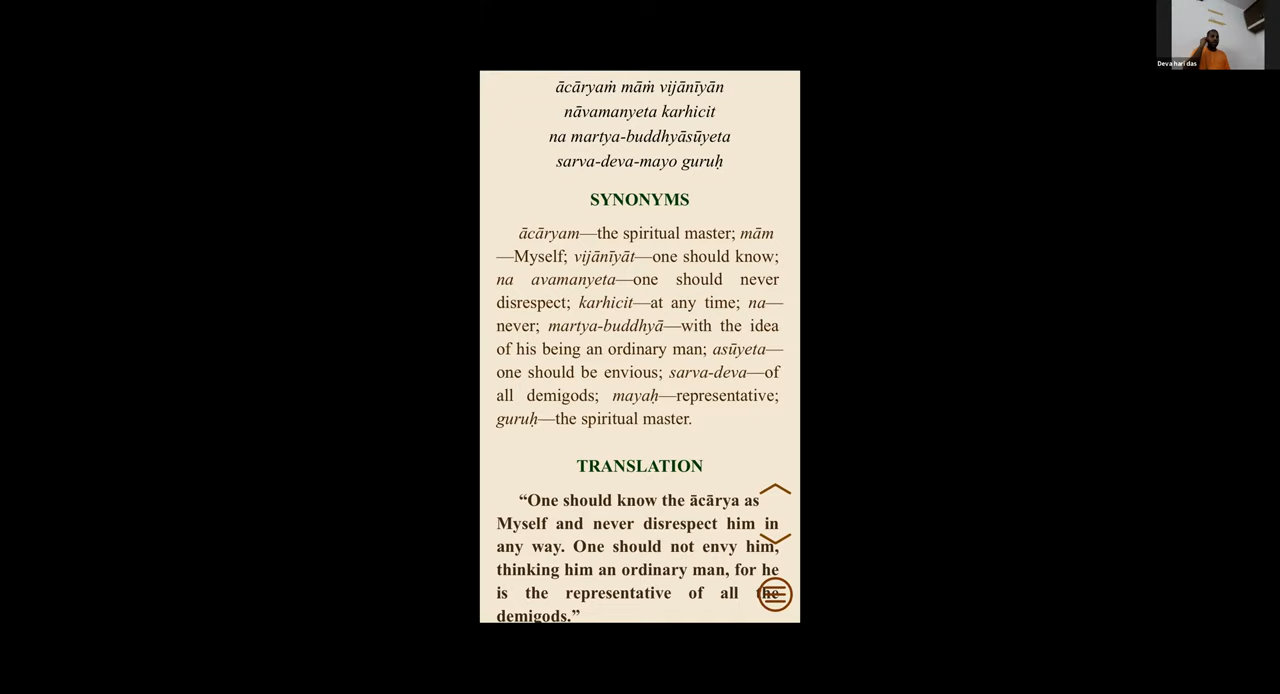 ācāryaṁ māṁ vijānīyān
nāvamanyeta karhicit
na martya-buddhyāsūyeta
sarva-deva-mayo guruḥ
SYNONYMS
ācāryam—the spiritual master; mām
—Myself; vijānīyāt—one should know;
na avamanyeta—one should never
disrespect; karhicit—at any time; na—
never; martya-buddhyā—with the idea
of his being an ordinary man; asūyeta—
one should be envious; sarva-deva—of
all demigods; mayaḥ—representative;
guruḥ—the spiritual master.
TRANSLATION
“One should know the ācārya as
Myself and never disrespect him in
any way. One should not envy him,
thinking him an ordinary man, for he
is the representative of all the
demigods.”
Deva hari das